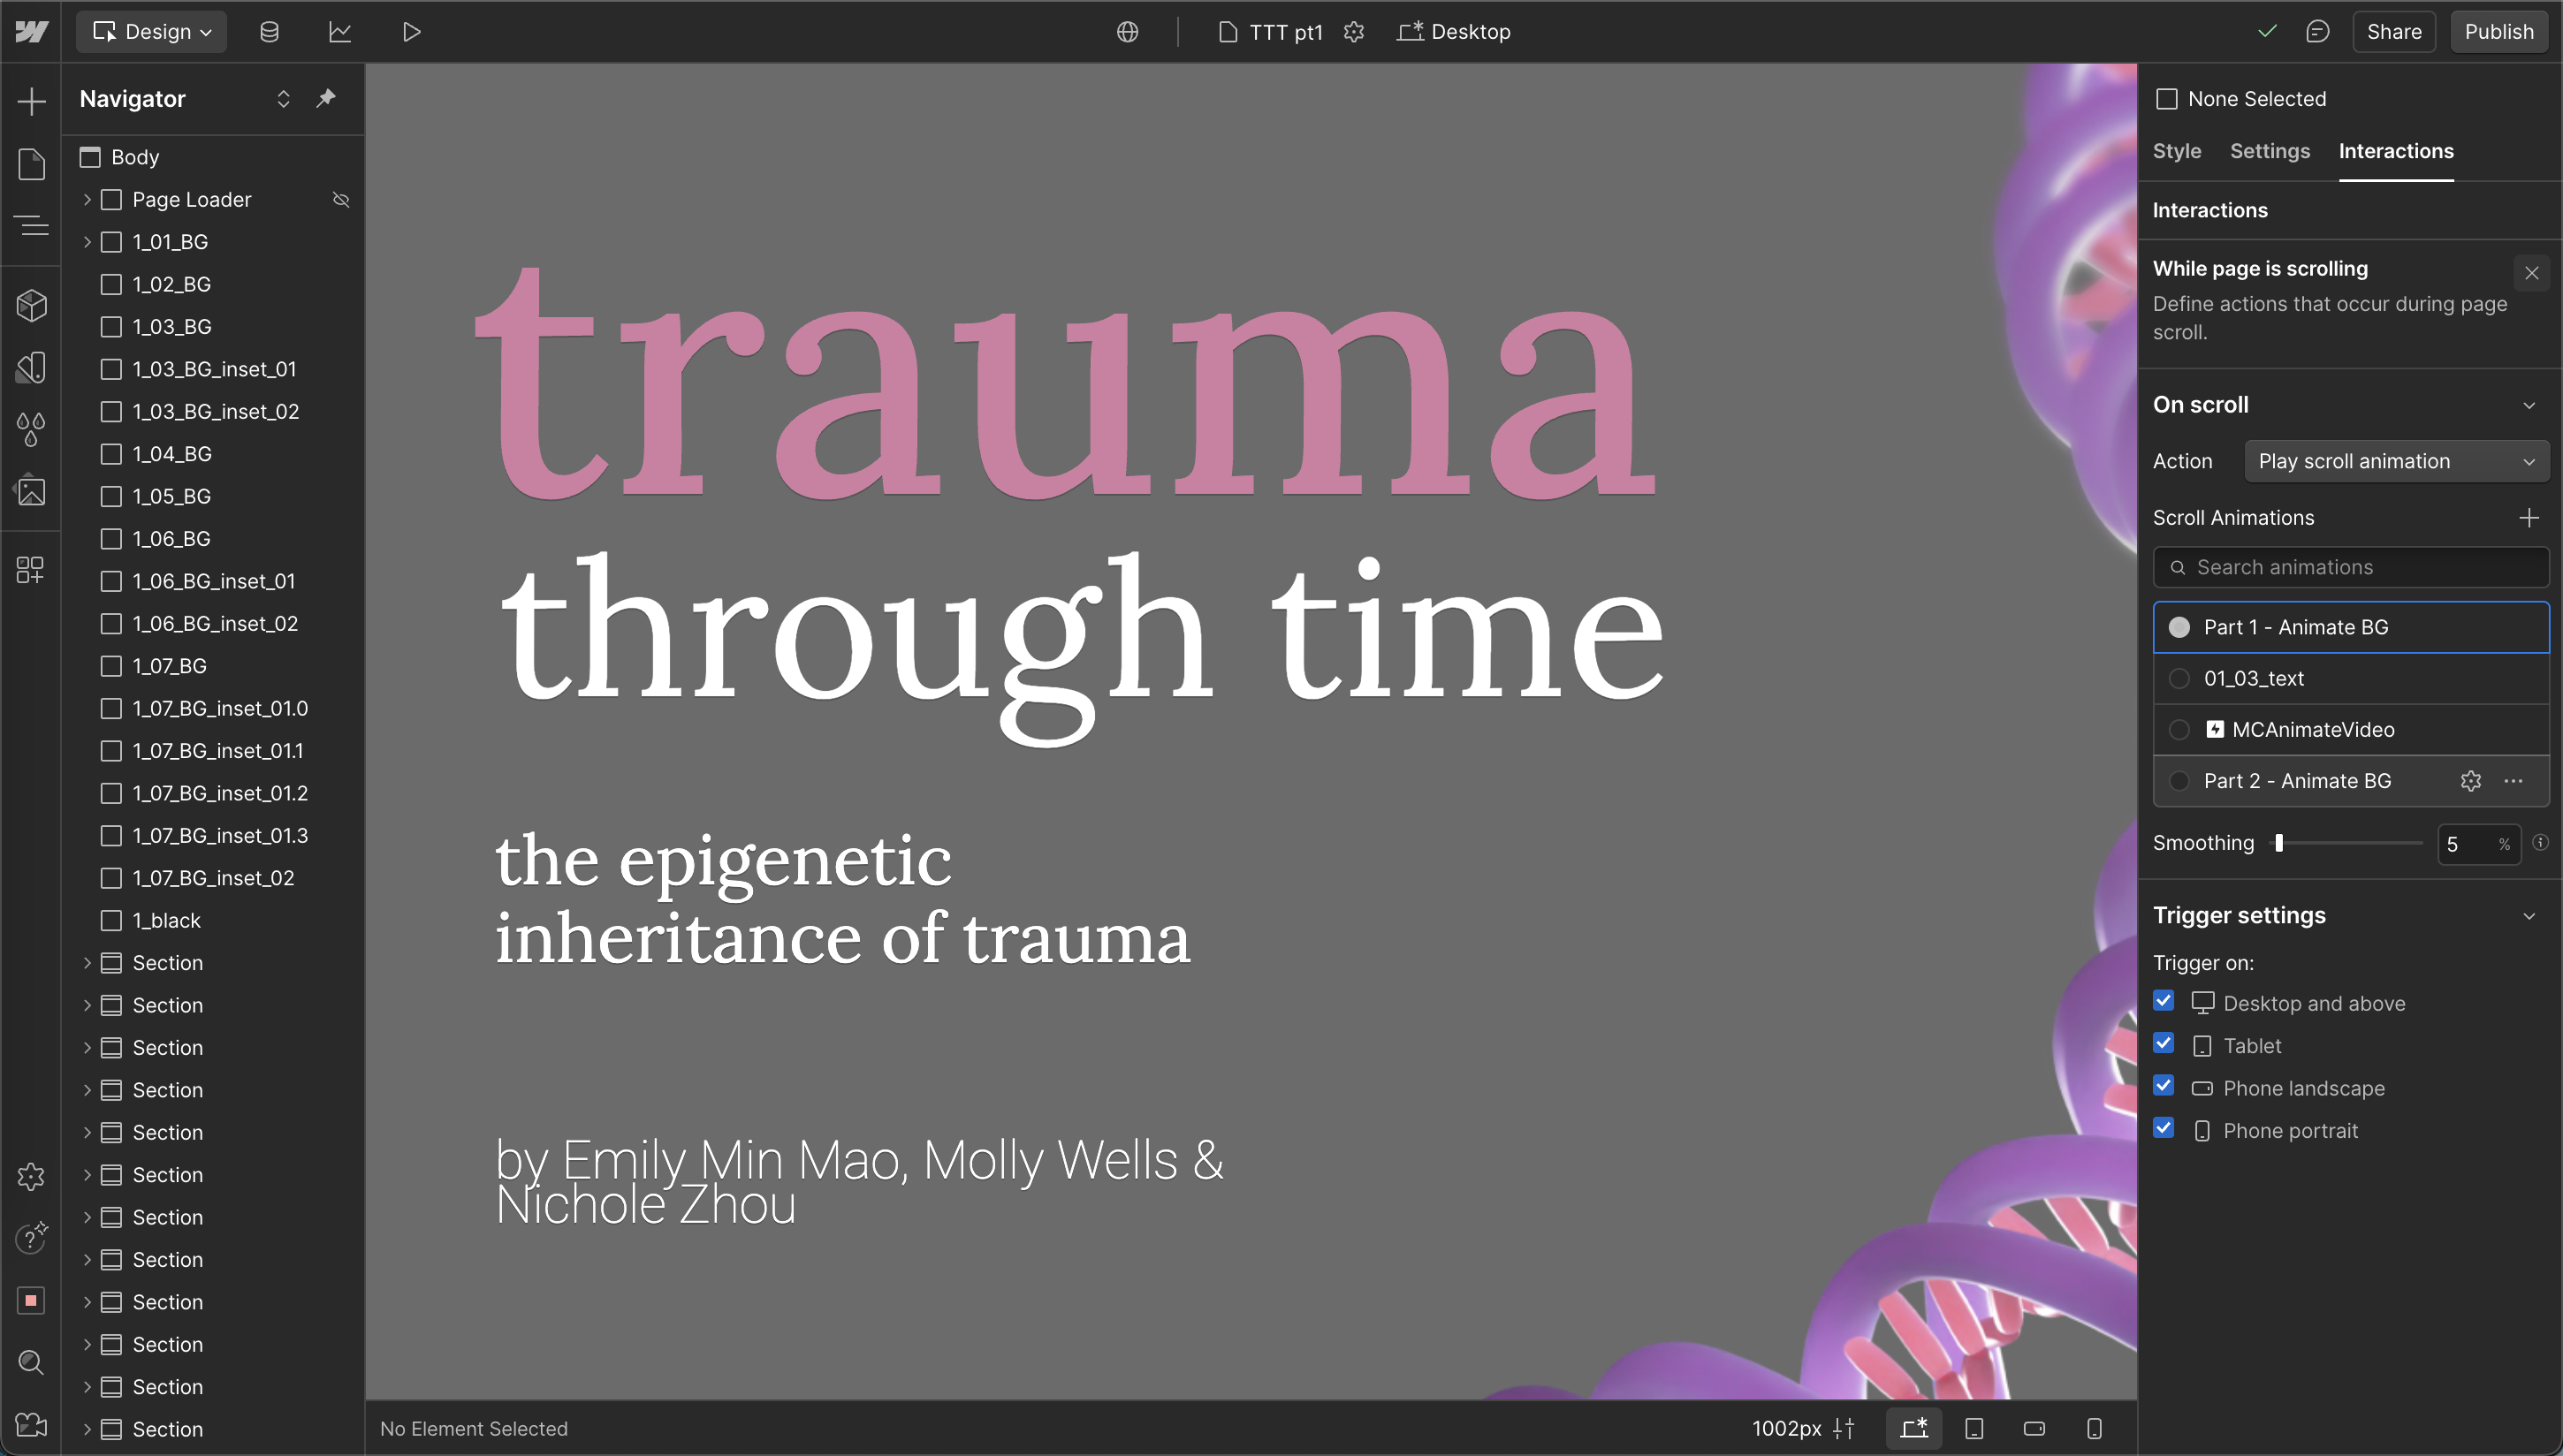 Design
TTT pt1
Desktop
Share
Publish
Navigator
Body
Page Loader
1_01_BG
1_02_BG
1_03_BG
1_03_BG_inset_01
1_03_BG_inset_02
1_04_BG
1_05_BG
1_06_BG
1_06_BG_inset_01
1_06_BG_inset_02
1_07_BG
1_07_BG_inset_01.0
1_07_BG_inset_01.1
1_07_BG_inset_01.2
1_07_BG_inset_01.3
1_07_BG_inset_02
1_black
Section
Section
Section
Section
Section
Section
Section
Section
Section
Section
Section
Section
trauma
through time
the epigenetic
inheritance of trauma
by Emily Min Mao, Molly Wells &
Nichole Zhou
No Element Selected
1002px
None Selected
Style Settings Interactions
Interactions
While page is scrolling
Define actions that occur during page
scroll.
On scroll
Action Play scroll animation
Scroll Animations
Search animations
Part 1 - Animate BG
01_03_text
MCAnimateVideo
Part 2 - Animate BG
Smoothing 5 %
Trigger settings
Trigger on:
Desktop and above
Tablet
Phone landscape
Phone portrait